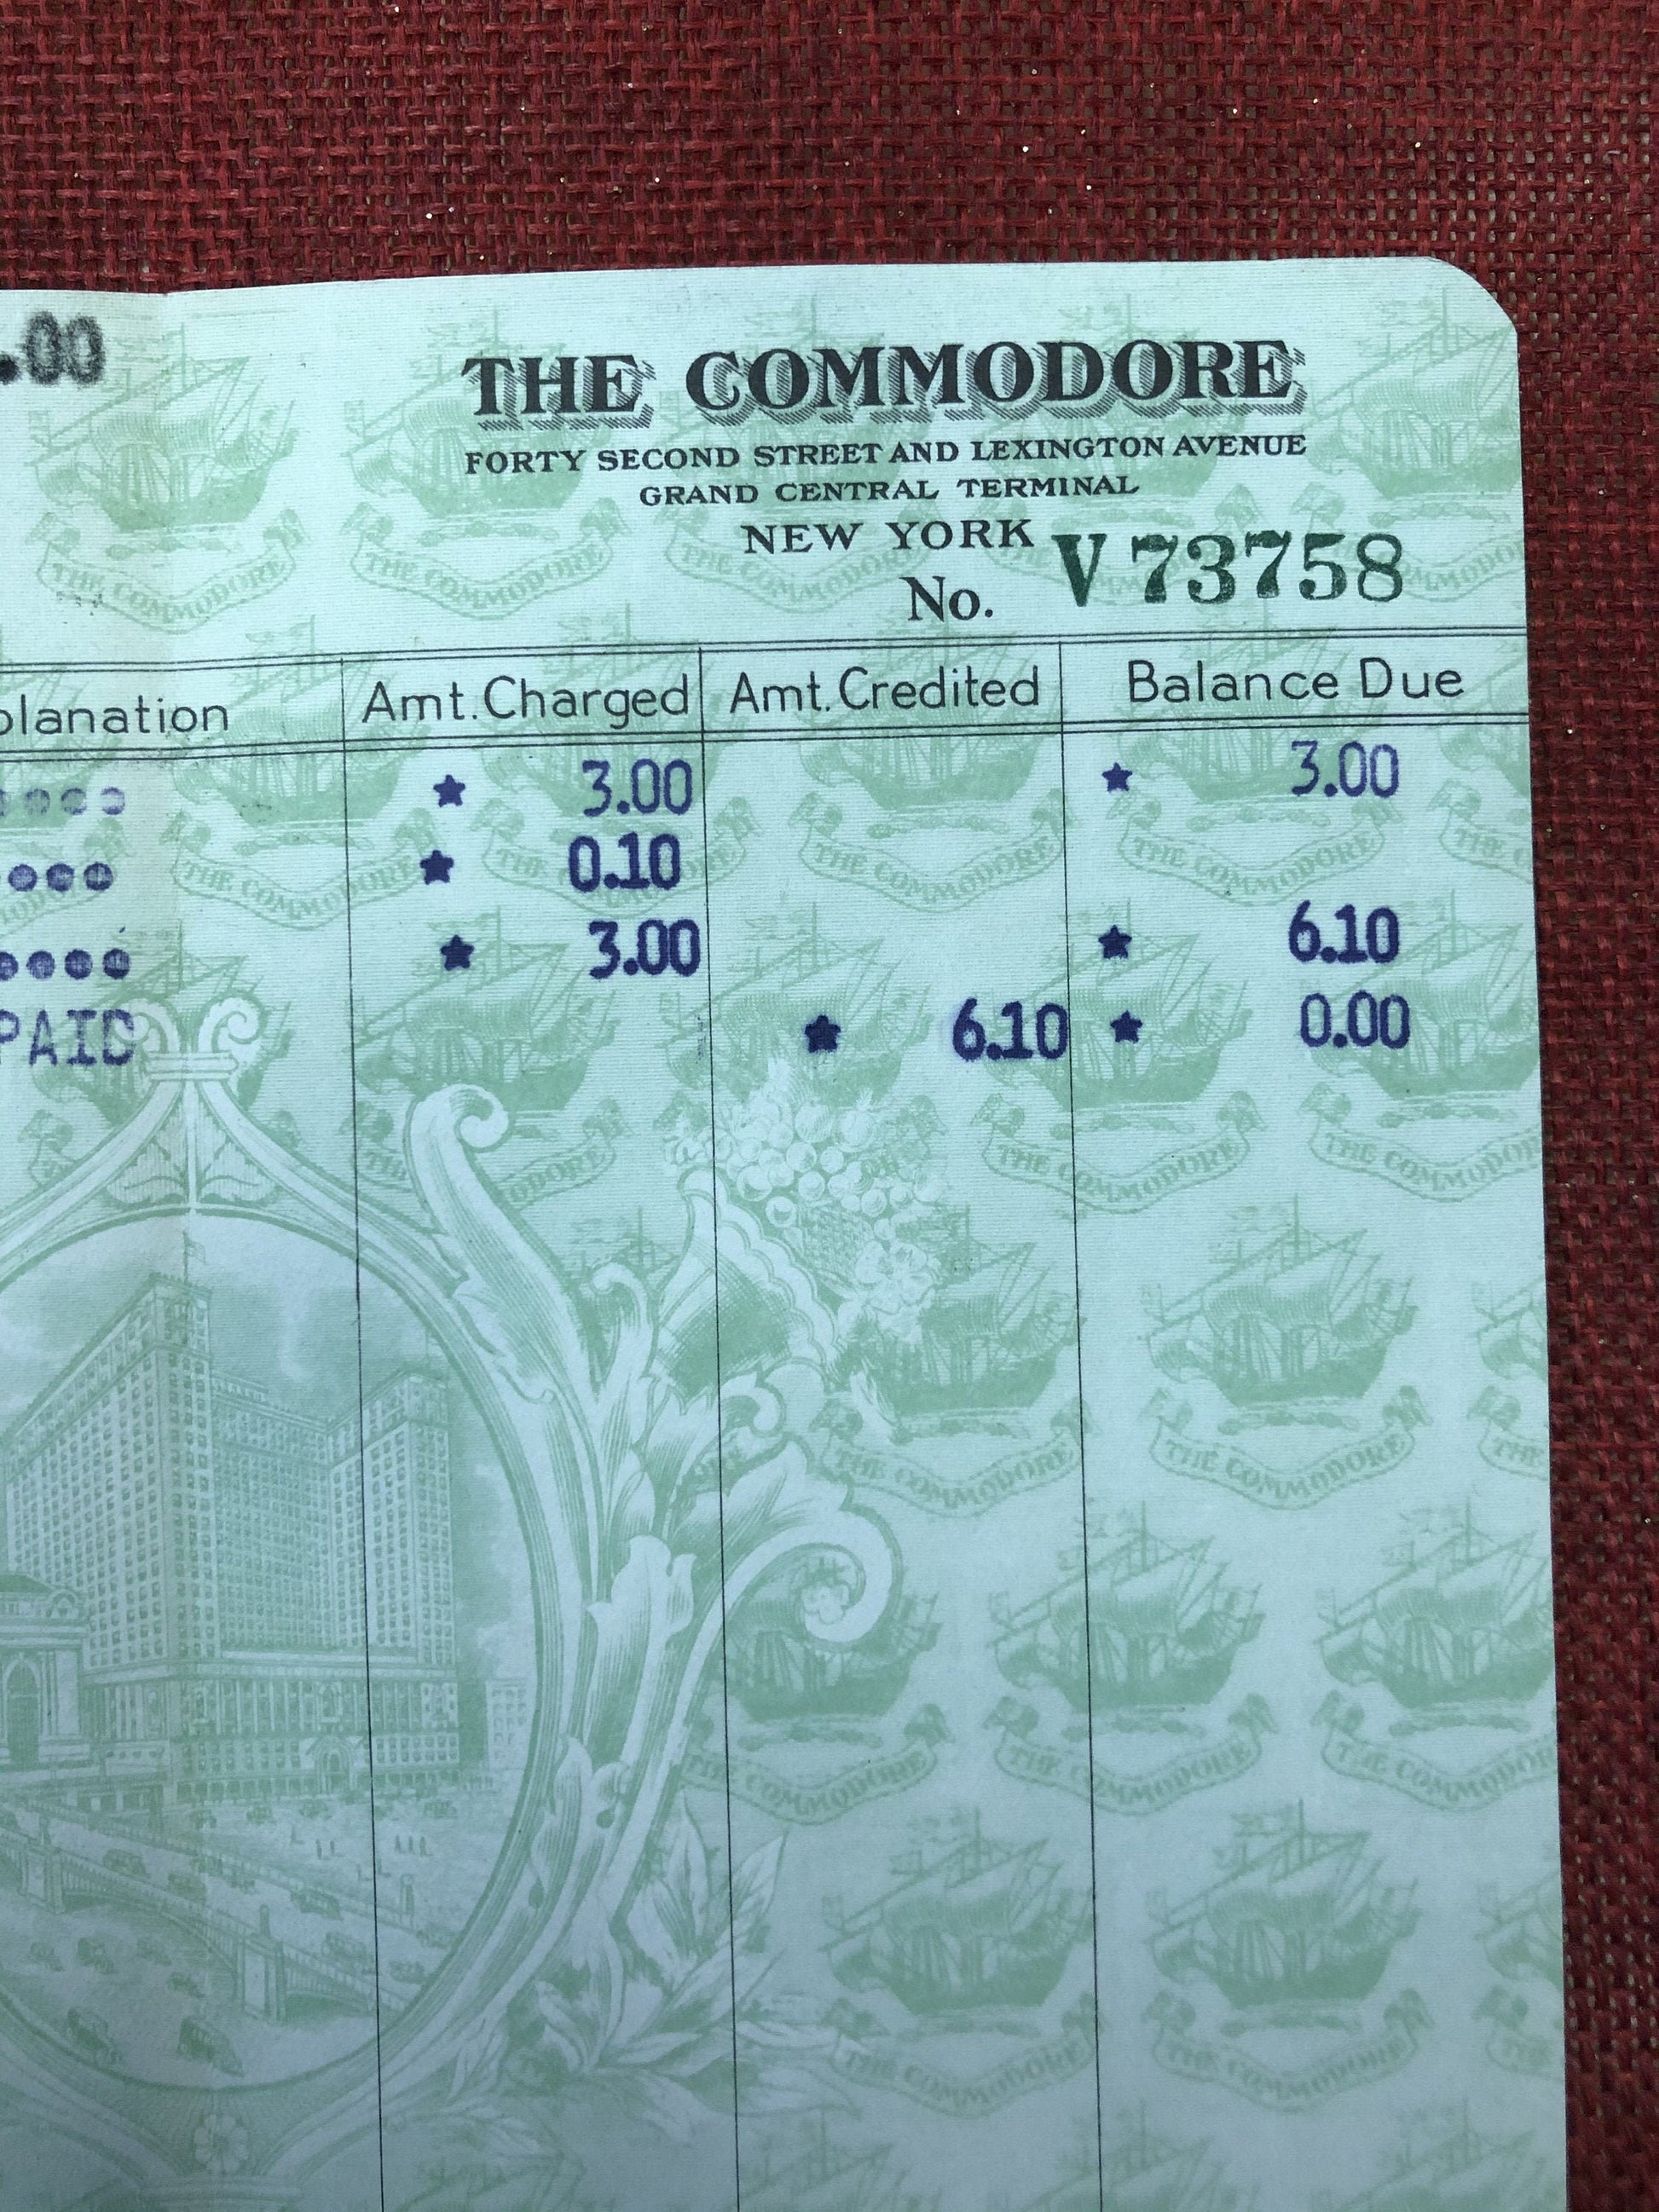 .00
THE COMMODORE
FORTY SECOND STREET AND LEXINGTON AVENUE
GRAND CENTRAL TERMINAL
NEW YORK
No. V 73758
planation Amt. Charged Amt. Credited Balance Due
★ 3.00 ★ 3.00
★ 0.10
★ 3.00 ★ 6.10
PAID ★ 6.10 ★ 0.00
THE COMMODORE